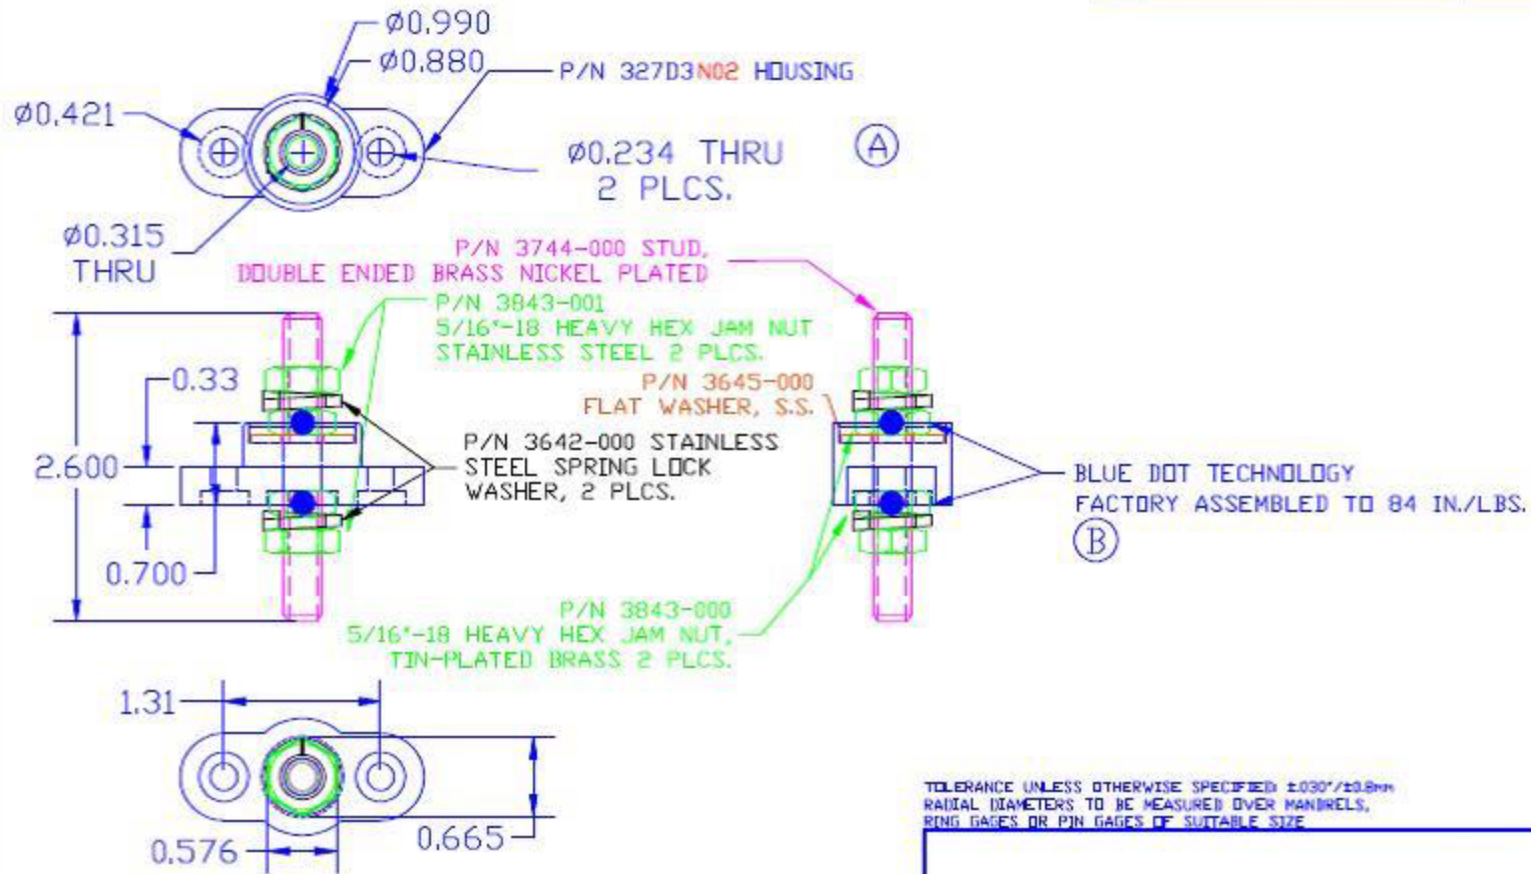 Ø0.990
Ø0.880
P/N 327D3N02 HOUSING
Ø0.421
Ø0.234 THRU
2 PLCS.
A
Ø0.315
THRU
P/N 3744-000 STUD,
DOUBLE ENDED BRASS NICKEL PLATED
P/N 3843-001
5/16"-18 HEAVY HEX JAM NUT
STAINLESS STEEL 2 PLCS.
0.33
P/N 3645-000
FLAT WASHER, S.S.
2.600
P/N 3642-000 STAINLESS
STEEL SPRING LOCK
WASHER, 2 PLCS.
BLUE DOT TECHNOLOGY
FACTORY ASSEMBLED TO 84 IN./LBS.
B
0.700
P/N 3843-000
5/16"-18 HEAVY HEX JAM NUT,
TIN-PLATED BRASS 2 PLCS.
1.31
0.665
0.576
TOLERANCE UNLESS OTHERWISE SPECIFIED: ±.030"/±0.8mm
RADIAL DIAMETERS TO BE MEASURED OVER MANDRELS,
RING GAGES OR PIN GAGES OF SUITABLE SIZE